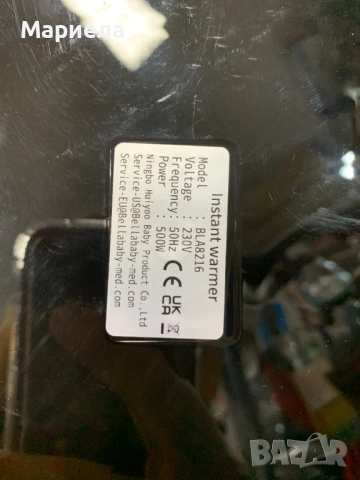 Мариела
Instant warmer
Model : BLA8216
Voltage : 230V
Frequency: 50Hz
Power : 500W
CE UK CA
Ningbo Huiyoo Baby Product Co.,Ltd
Service-US@Bellababy-med.com
Service-EU@Bellababy-med.com
BAZAR